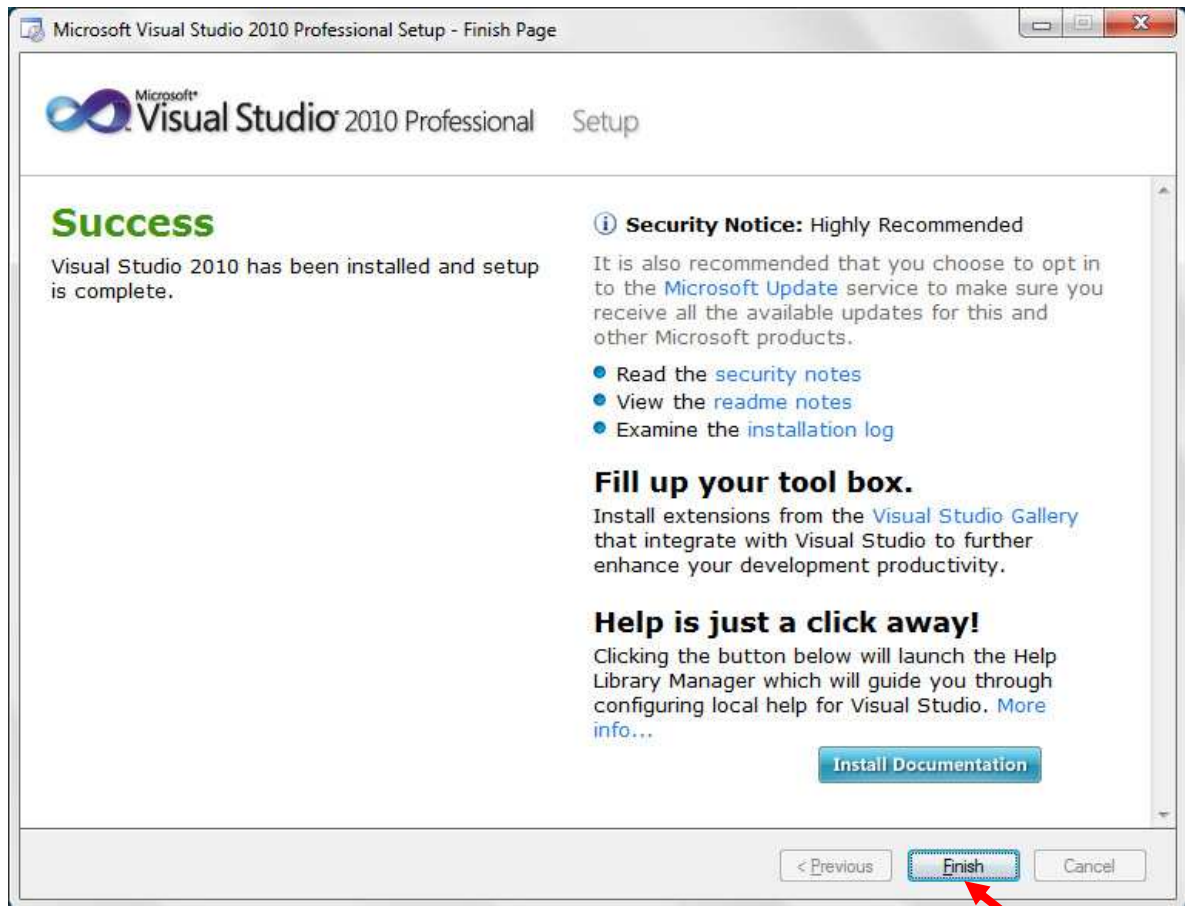 Microsoft Visual Studio 2010 Professional Setup - Finish Page
Microsoft®
Visual Studio® 2010 Professional Setup
Success
Visual Studio 2010 has been installed and setup
is complete.
Security Notice: Highly Recommended
It is also recommended that you choose to opt in
to the Microsoft Update service to make sure you
receive all the available updates for this and
other Microsoft products.
Read the security notes
View the readme notes
Examine the installation log
Fill up your tool box.
Install extensions from the Visual Studio Gallery
that integrate with Visual Studio to further
enhance your development productivity.
Help is just a click away!
Clicking the button below will launch the Help
Library Manager which will guide you through
configuring local help for Visual Studio. More
info...
Install Documentation
< Previous Finish Cancel